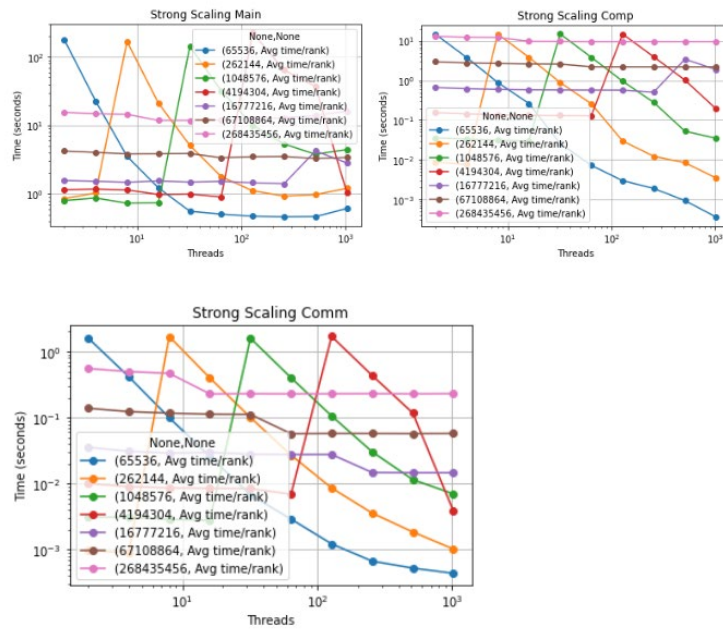 Strong Scaling Main
Time (seconds)
10²
10¹
10⁰
None,None
(65536, Avg time/rank)
(262144, Avg time/rank)
(1048576, Avg time/rank)
(4194304, Avg time/rank)
(16777216, Avg time/rank)
(67108864, Avg time/rank)
(268435456, Avg time/rank)
10¹
10²
10³
Threads
Strong Scaling Comp
Time (seconds)
10¹
10⁰
10⁻¹
10⁻²
10⁻³
None,None
(65536, Avg time/rank)
(262144, Avg time/rank)
(1048576, Avg time/rank)
(4194304, Avg time/rank)
(16777216, Avg time/rank)
(67108864, Avg time/rank)
(268435456, Avg time/rank)
10¹
10²
10³
Threads
Strong Scaling Comm
Time (seconds)
10⁰
10⁻¹
10⁻²
10⁻³
None,None
(65536, Avg time/rank)
(262144, Avg time/rank)
(1048576, Avg time/rank)
(4194304, Avg time/rank)
(16777216, Avg time/rank)
(67108864, Avg time/rank)
(268435456, Avg time/rank)
10¹
10²
10³
Threads